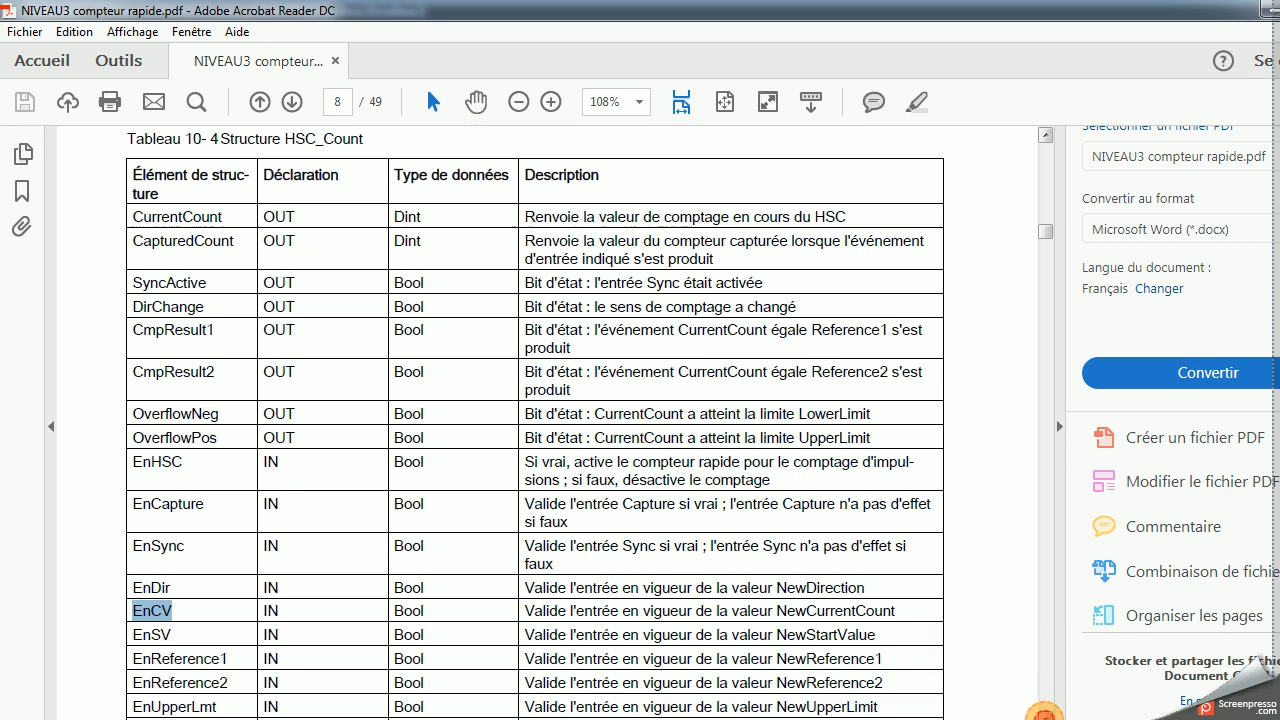 NIVEAU3 compteur rapide.pdf - Adobe Acrobat Reader DC
Fichier Edition Affichage Fenêtre Aide
Accueil Outils NIVEAU3 compteur... × ? Se
8 / 49 108%
Tableau 10- 4 Structure HSC_Count
Élément de struc-
ture
Déclaration Type de données Description
CurrentCount OUT Dint Renvoie la valeur de comptage en cours du HSC
CapturedCount OUT Dint Renvoie la valeur du compteur capturée lorsque l'événement
d'entrée indiqué s'est produit
SyncActive OUT Bool Bit d'état : l'entrée Sync était activée
DirChange OUT Bool Bit d'état : le sens de comptage a changé
CmpResult1 OUT Bool Bit d'état : l'événement CurrentCount égale Reference1 s'est
produit
CmpResult2 OUT Bool Bit d'état : l'événement CurrentCount égale Reference2 s'est
produit
OverflowNeg OUT Bool Bit d'état : CurrentCount a atteint la limite LowerLimit
OverflowPos OUT Bool Bit d'état : CurrentCount a atteint la limite UpperLimit
EnHSC IN Bool Si vrai, active le compteur rapide pour le comptage d'impul-
sions ; si faux, désactive le comptage
EnCapture IN Bool Valide l'entrée Capture si vrai ; l'entrée Capture n'a pas d'effet
si faux
EnSync IN Bool Valide l'entrée Sync si vrai ; l'entrée Sync n'a pas d'effet si
faux
EnDir IN Bool Valide l'entrée en vigueur de la valeur NewDirection
EnCV IN Bool Valide l'entrée en vigueur de la valeur NewCurrentCount
EnSV IN Bool Valide l'entrée en vigueur de la valeur NewStartValue
EnReference1 IN Bool Valide l'entrée en vigueur de la valeur NewReference1
EnReference2 IN Bool Valide l'entrée en vigueur de la valeur NewReference2
EnUpperLmt IN Bool Valide l'entrée en vigueur de la valeur NewUpperLimit
Sélectionner un fichier PDF
NIVEAU3 compteur rapide.pdf
Convertir au format
Microsoft Word (*.docx)
Langue du document :
Français Changer
Convertir
Créer un fichier PDF
Modifier le fichier PDF
Commentaire
Combinaison de fichie
Organiser les pages
Stocker et partager les fichie
Document C
En
Screenpresso
.com